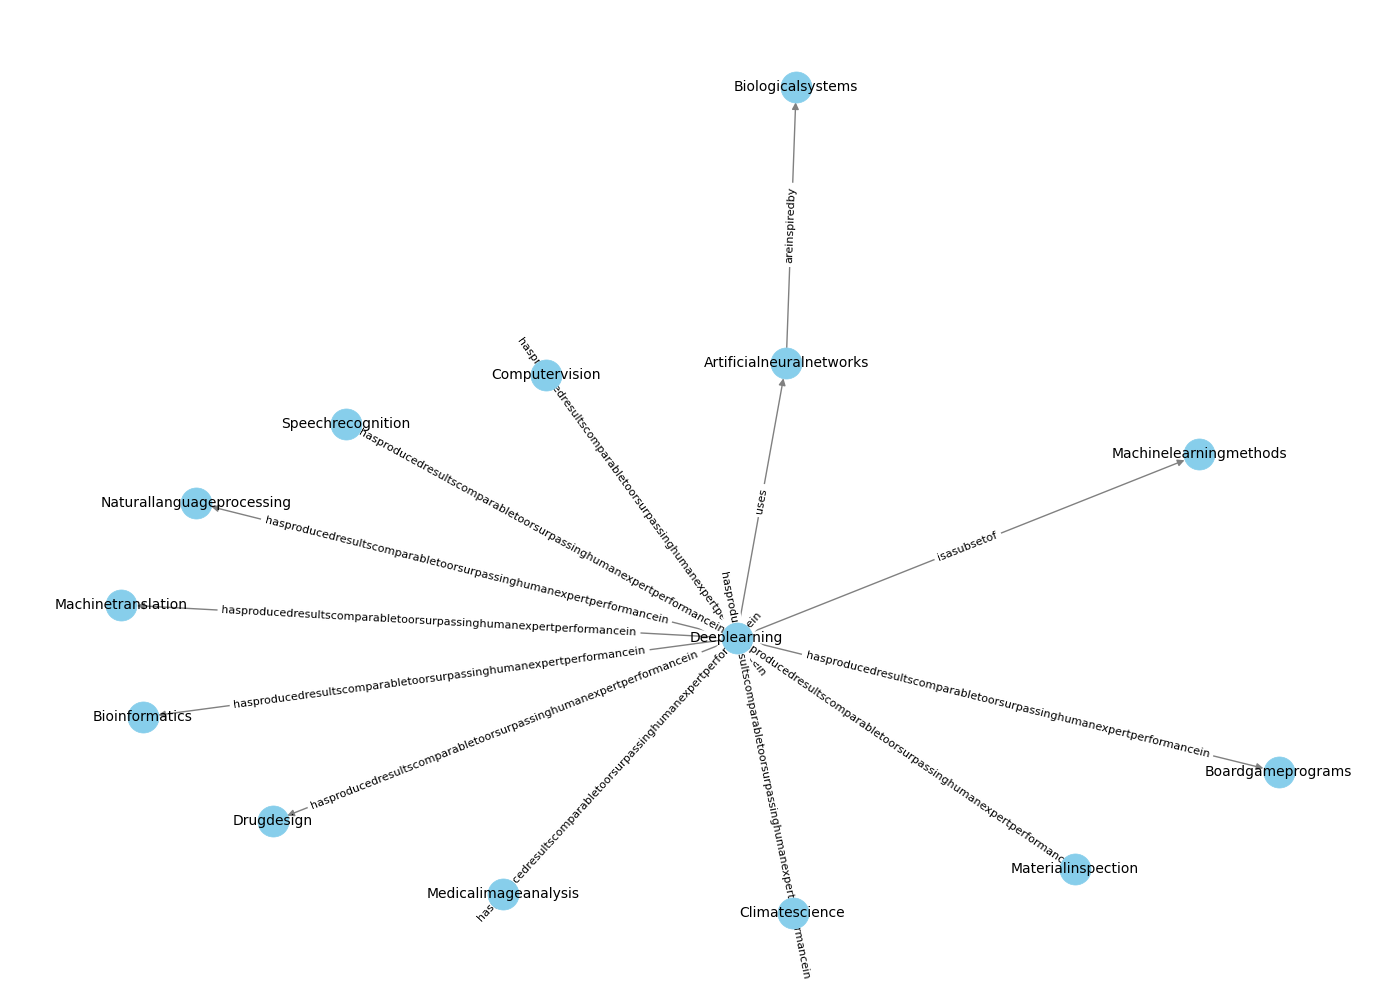 Biologicalsystems
areinspiredby
Artificialneuralnetworks
Computervision
hasproducedresultscomparabletoorsurpassinghumanexpertperformancein
Speechrecognition
hasproducedresultscomparabletoorsurpassinghumanexpertperformancein
Machinelearningmethods
Naturallanguageprocessing
hasproducedresultscomparabletoorsurpassinghumanexpertperformancein
uses
isasubsetof
Machinetranslation
hasproducedresultscomparabletoorsurpassinghumanexpertperformancein
Deeplearning
hasproducedresultscomparabletoorsurpassinghumanexpertperformancein
Bioinformatics
hasproducedresultscomparabletoorsurpassinghumanexpertperformancein
hasproducedresultscomparabletoorsurpassinghumanexpertperformancein
Boardgameprograms
Drugdesign
hasproducedresultscomparabletoorsurpassinghumanexpertperformancein
Medicalimageanalysis
hasproducedresultscomparabletoorsurpassinghumanexpertperformancein
Climatescience
hasproducedresultscomparabletoorsurpassinghumanexpertperformancein
Materialinspection